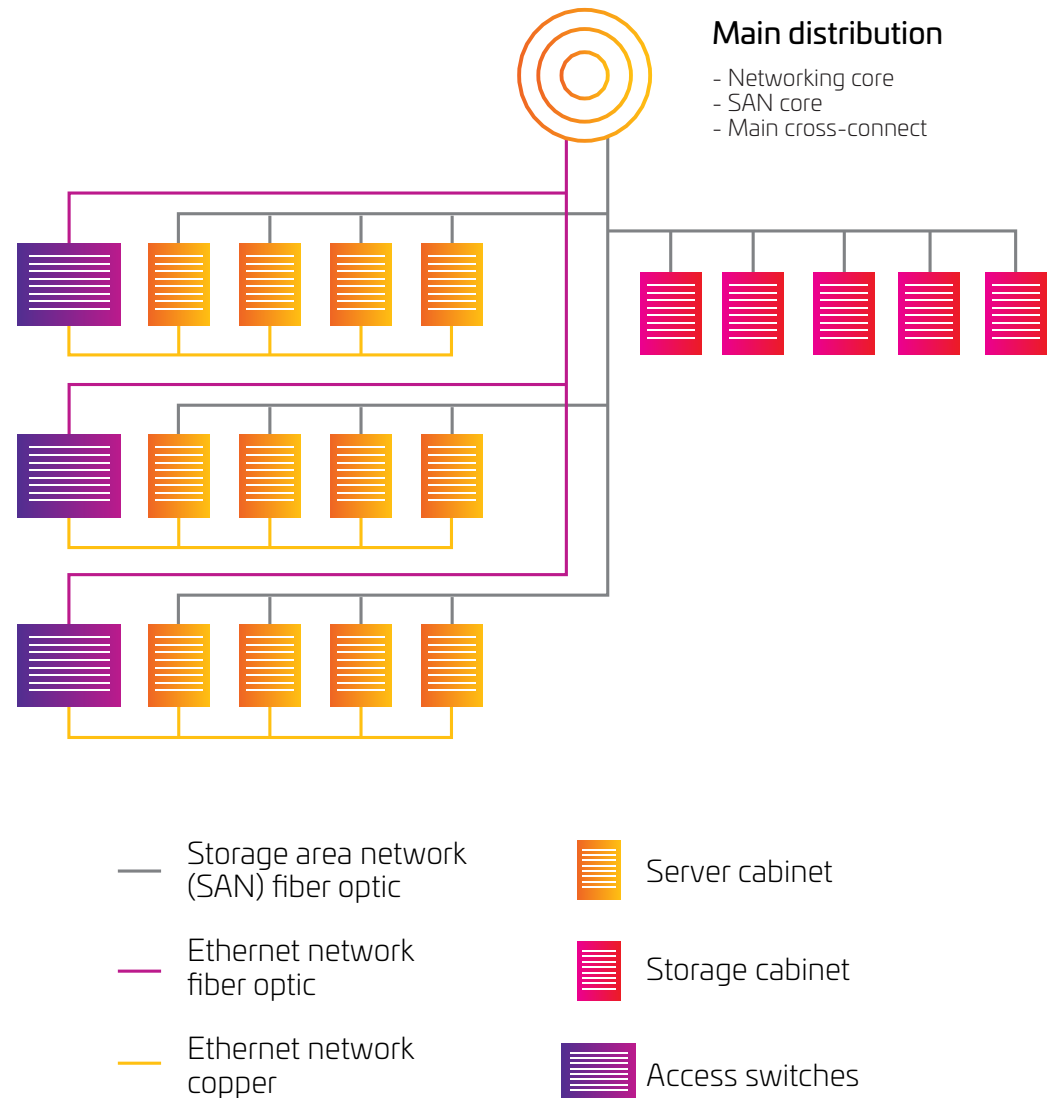 Main distribution
- Networking core
- SAN core
- Main cross-connect
Storage area network
(SAN) fiber optic
Ethernet network
fiber optic
Ethernet network
copper
Server cabinet
Storage cabinet
Access switches